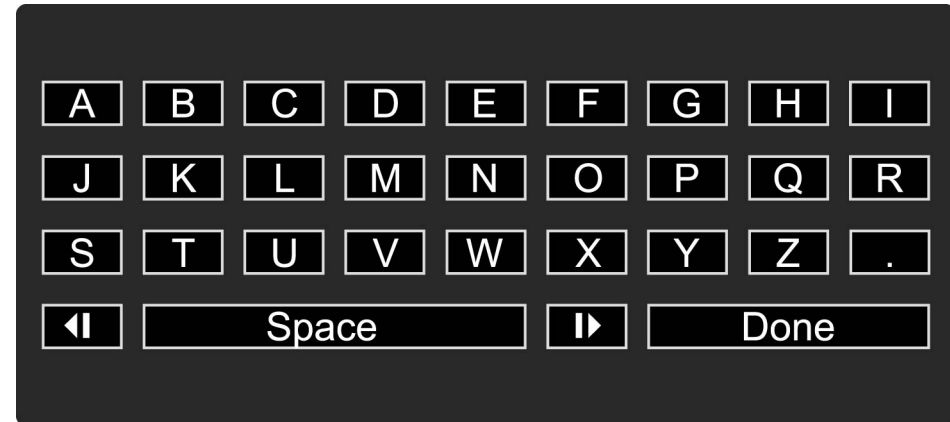 A B C D E F G H I
J K L M N O P Q R
S T U V W X Y Z .
Space Done